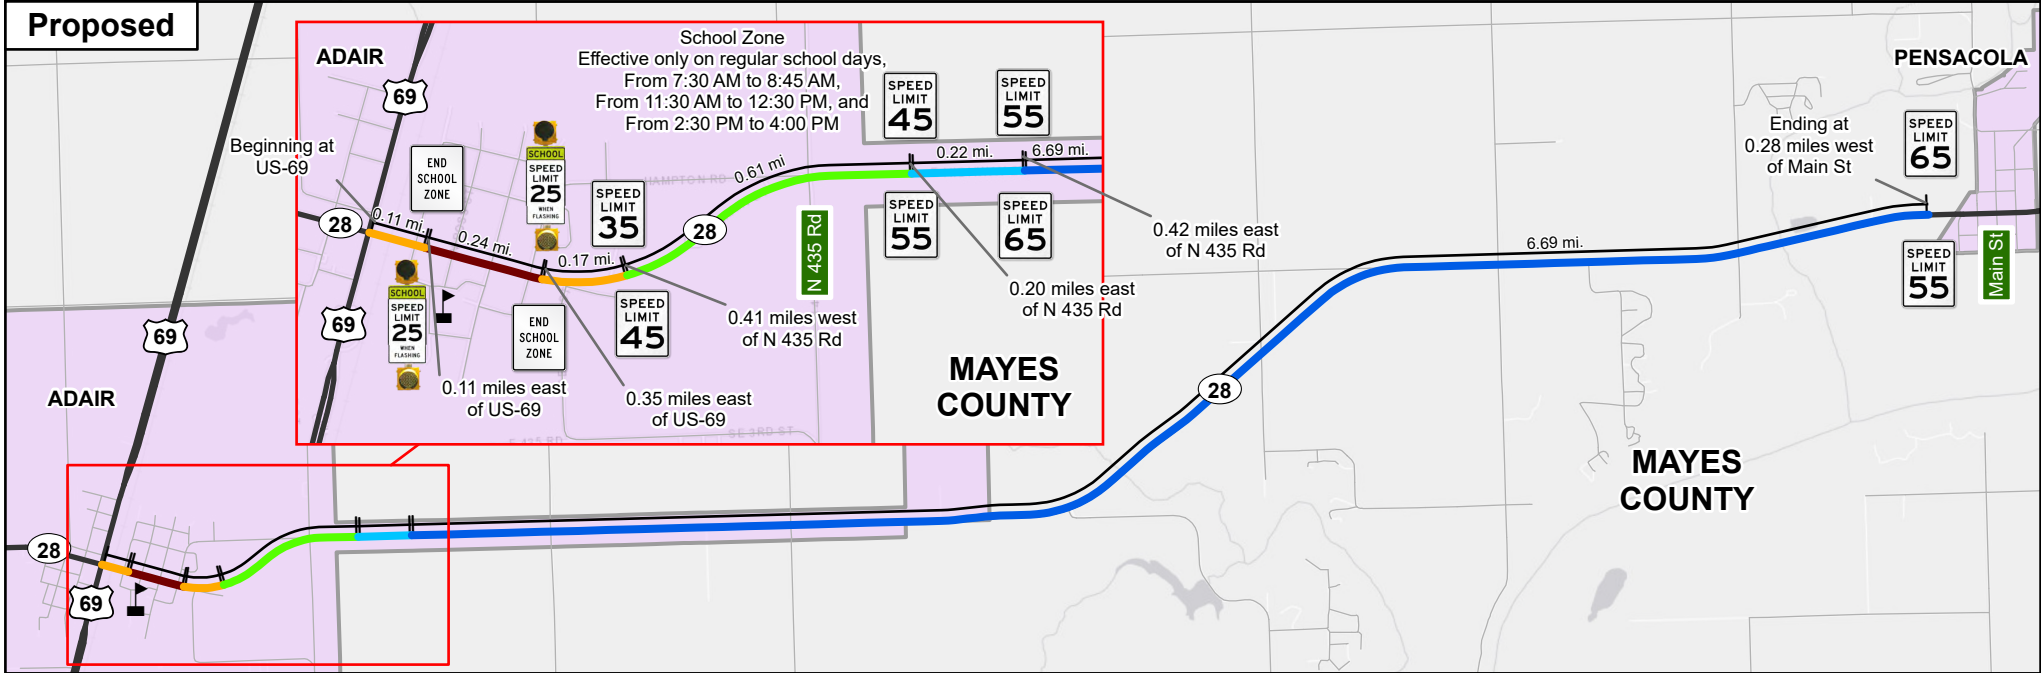 Proposed
ADAIR
69
School Zone
Effective only on regular school days,
From 7:30 AM to 8:45 AM,
From 11:30 AM to 12:30 PM, and
From 2:30 PM to 4:00 PM
SPEED
LIMIT
45
SPEED
LIMIT
55
PENSACOLA
Beginning at
US-69
END
SCHOOL
ZONE
SCHOOL
SPEED
LIMIT
25
WHEN
FLASHING
SPEED
LIMIT
35
HAMPTON RD
0.61 mi.
0.22 mi.
6.69 mi.
Ending at
0.28 miles west
of Main St
SPEED
LIMIT
65
28
0.11 mi.
0.24 mi.
0.17 mi.
28
N 435 Rd
SPEED
LIMIT
55
SPEED
LIMIT
65
0.42 miles east
of N 435 Rd
6.69 mi.
SPEED
LIMIT
55
Main St
69
SCHOOL
SPEED
LIMIT
25
WHEN
FLASHING
END
SCHOOL
ZONE
SPEED
LIMIT
45
0.41 miles west
of N 435 Rd
0.20 miles east
of N 435 Rd
69
0.11 miles east
of US-69
0.35 miles east
of US-69
MAYES
COUNTY
E 435 RD
SE 3RD ST
ADAIR
28
MAYES
COUNTY
28
69